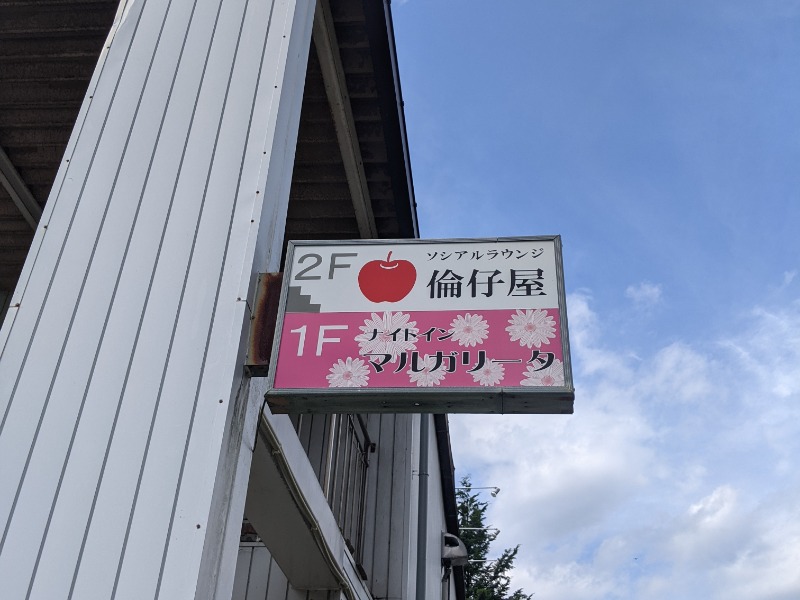 2F
ソシアルラウンジ
倫仔屋
1F
ナイトイン
マルガリータ